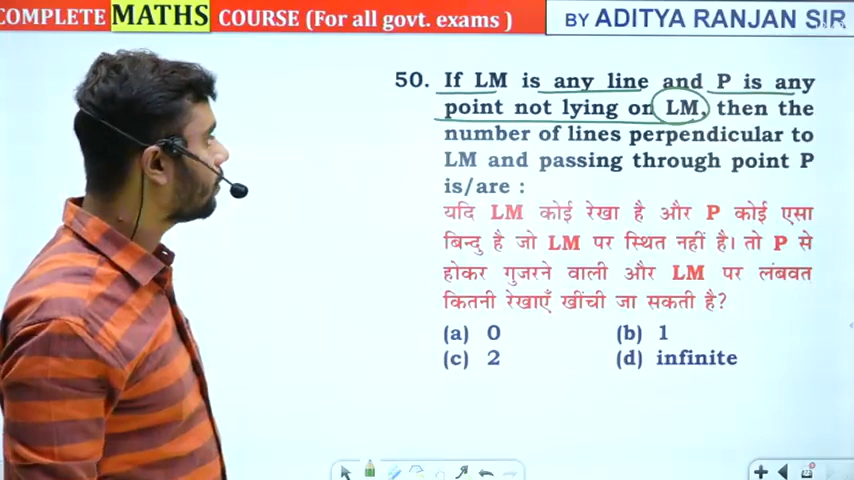 COMPLETE MATHS COURSE (For all govt. exams ) BY ADITYA RANJAN SIR
50. If LM is any line and P is any
point not lying on LM, then the
number of lines perpendicular to
LM and passing through point P
is/are :
यदि LM कोई रेखा है और P कोई एसा
बिन्दु है जो LM पर स्थित नहीं है। तो P से
होकर गुजरने वाली और LM पर लंबवत
कितनी रेखाएँ खींची जा सकती है?
(a) 0 (b) 1
(c) 2 (d) infinite